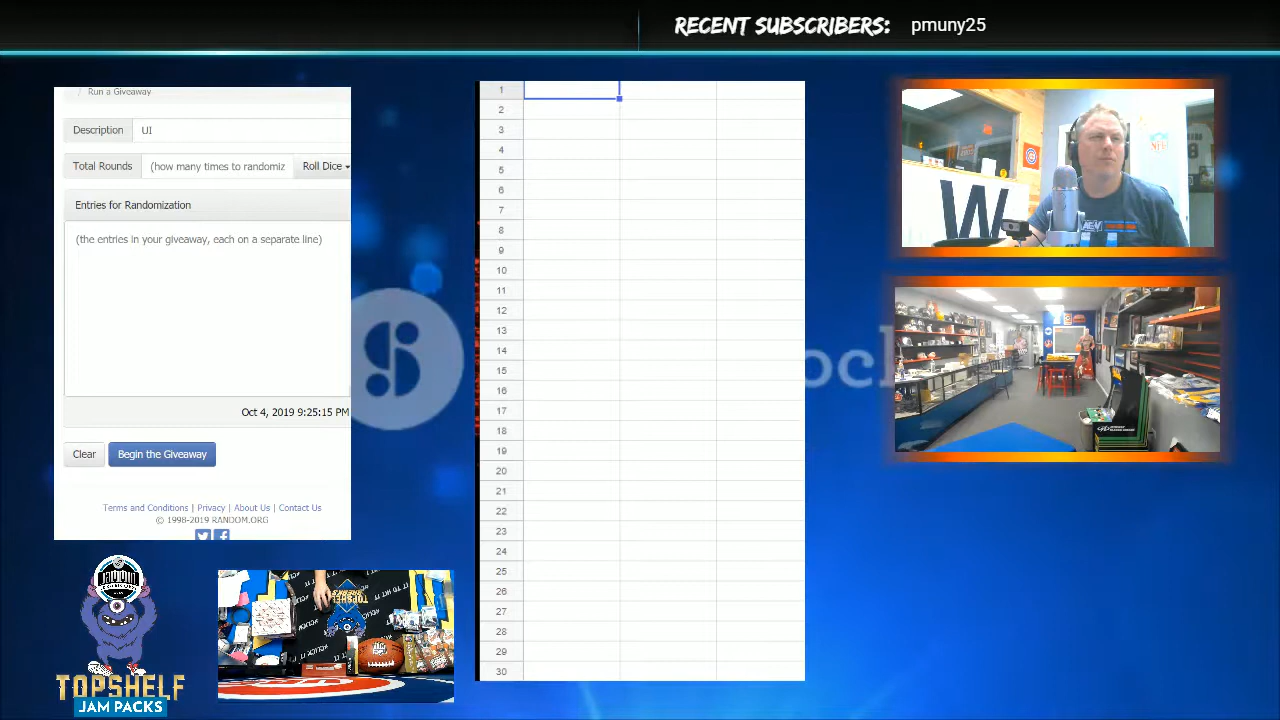 RECENT SUBSCRIBERS: pmuny25
/ Run a Giveaway
Description UI
Total Rounds (how many times to randomiz Roll Dice
Entries for Randomization
(the entries in your giveaway, each on a separate line)
Oct 4, 2019 9:25:15 PM
Clear Begin the Giveaway
Terms and Conditions | Privacy | About Us | Contact Us
© 1998-2019 RANDOM.ORG
1
2
3
4
5
6
7
8
9
10
11
12
13
14
15
16
17
18
19
20
21
22
23
24
25
26
27
28
29
30
W
TOPSHELF
JAM PACKS